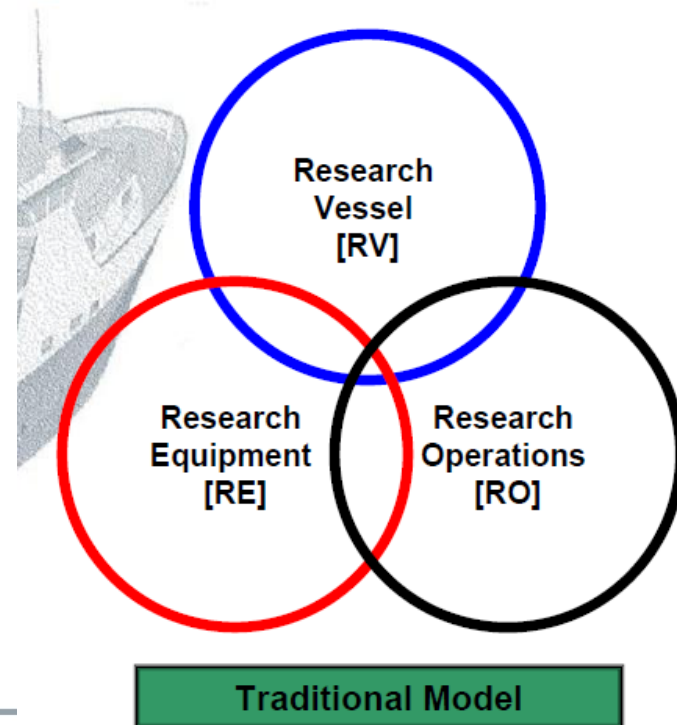 Research
Vessel
[RV]
Research
Equipment
[RE]
Research
Operations
[RO]
Traditional Model